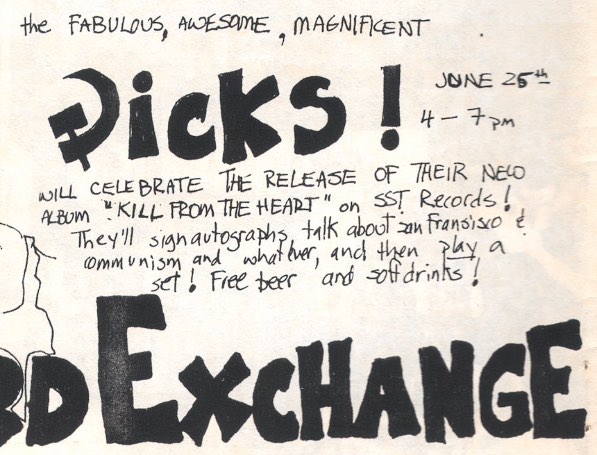 the FABULOUS, AWESOME, MAGNIFICENT
Dicks!
JUNE 25th
4-7pm
WILL CELEBRATE THE RELEASE OF THEIR NEW
ALBUM "KILL FROM THE HEART" on SST Records!
They'll sign autographs, talk about san Fransisco &
communism and whatever, and then play a
set! Free beer and soft drinks!
RD EXCHANGE